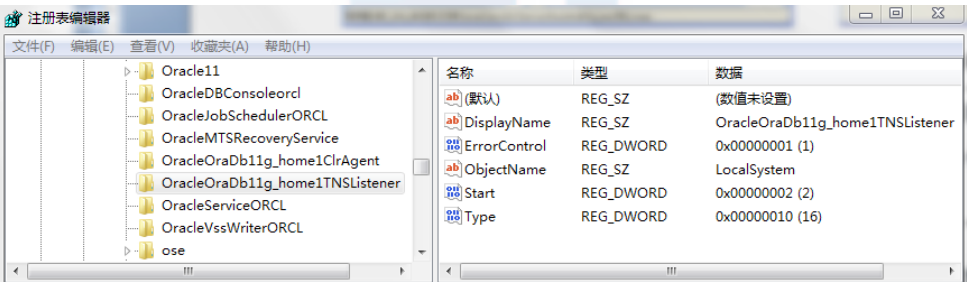 注册表编辑器
文件(F) 编辑(E) 查看(V) 收藏夹(A) 帮助(H)
Oracle11
OracleDBConsoleorcl
OracleJobSchedulerORCL
OracleMTSRecoveryService
OracleOraDb11g_home1ClrAgent
OracleOraDb11g_home1TNSListener
OracleServiceORCL
OracleVssWriterORCL
ose
名称 类型 数据
(默认) REG_SZ (数值未设置)
DisplayName REG_SZ OracleOraDb11g_home1TNSListener
ErrorControl REG_DWORD 0x00000001 (1)
ObjectName REG_SZ LocalSystem
Start REG_DWORD 0x00000002 (2)
Type REG_DWORD 0x00000010 (16)